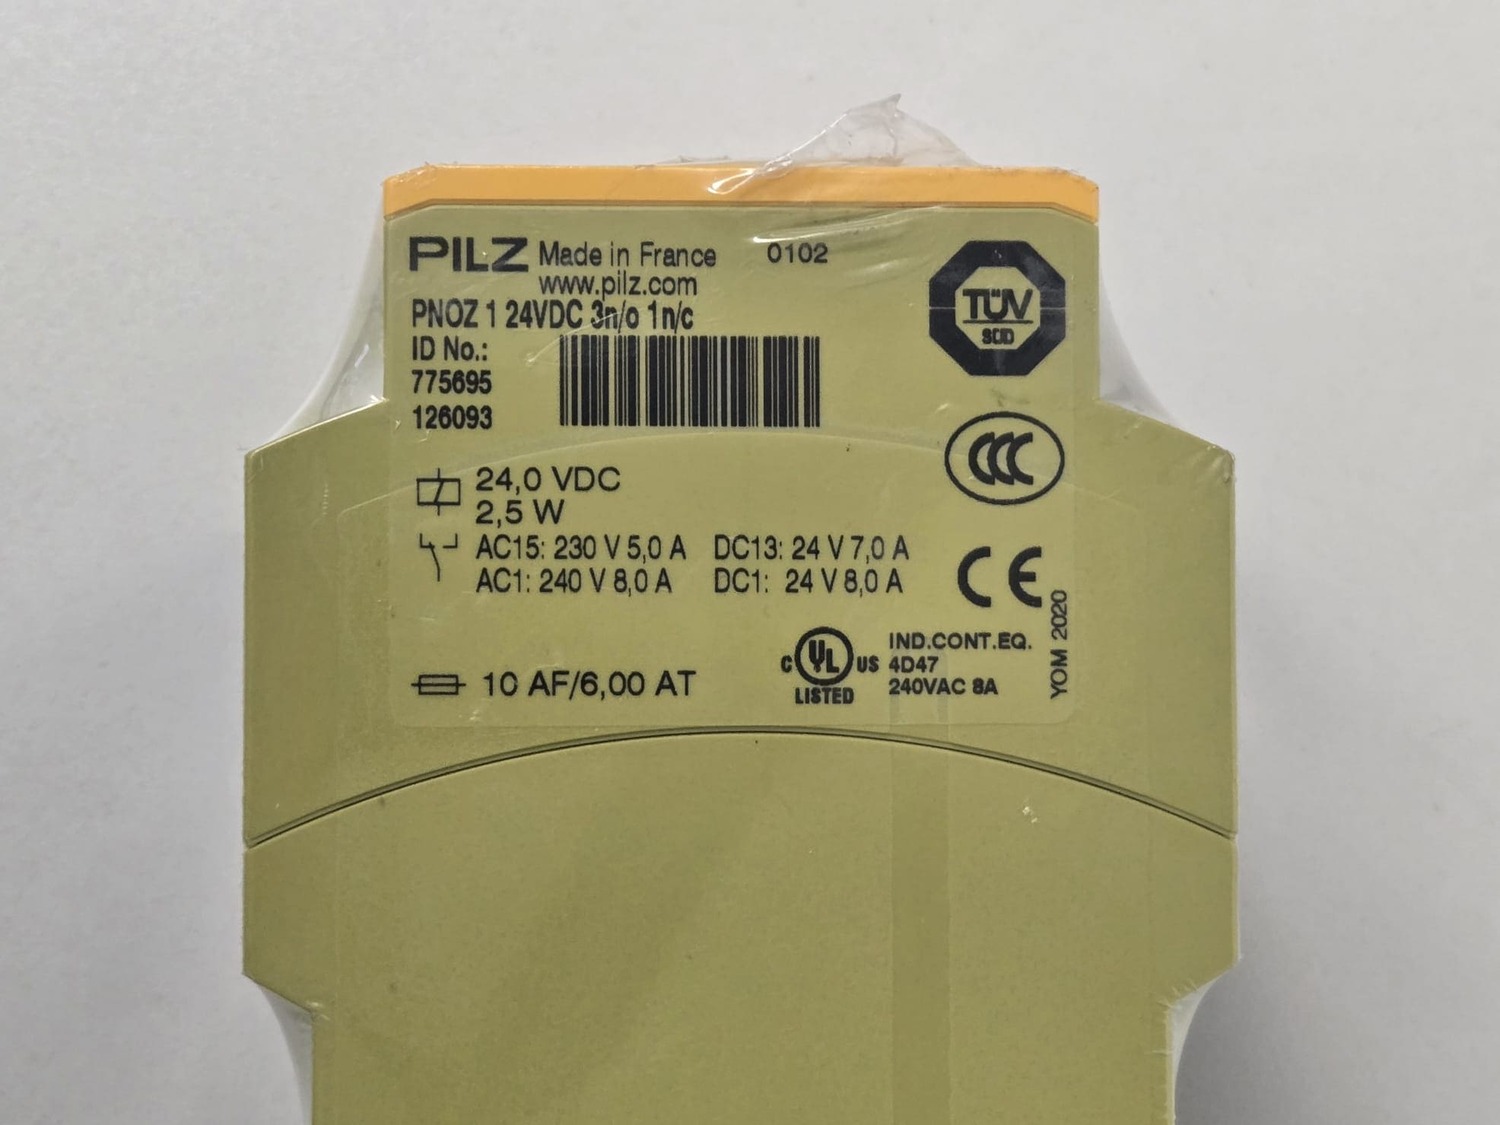 PILZ Made in France 0102
www.pilz.com
PNOZ 1 24VDC 3n/o 1n/c
ID No.:
775695
126093
TÜV
SÜD
CCC
24,0 VDC
2,5 W
AC15: 230 V 5,0 A DC13: 24 V 7,0 A
AC1: 240 V 8,0 A DC1: 24 V 8,0 A
CE
YOM 2020
10 AF/6,00 AT
C UL US
LISTED
IND.CONT.EQ.
4D47
240VAC 8A